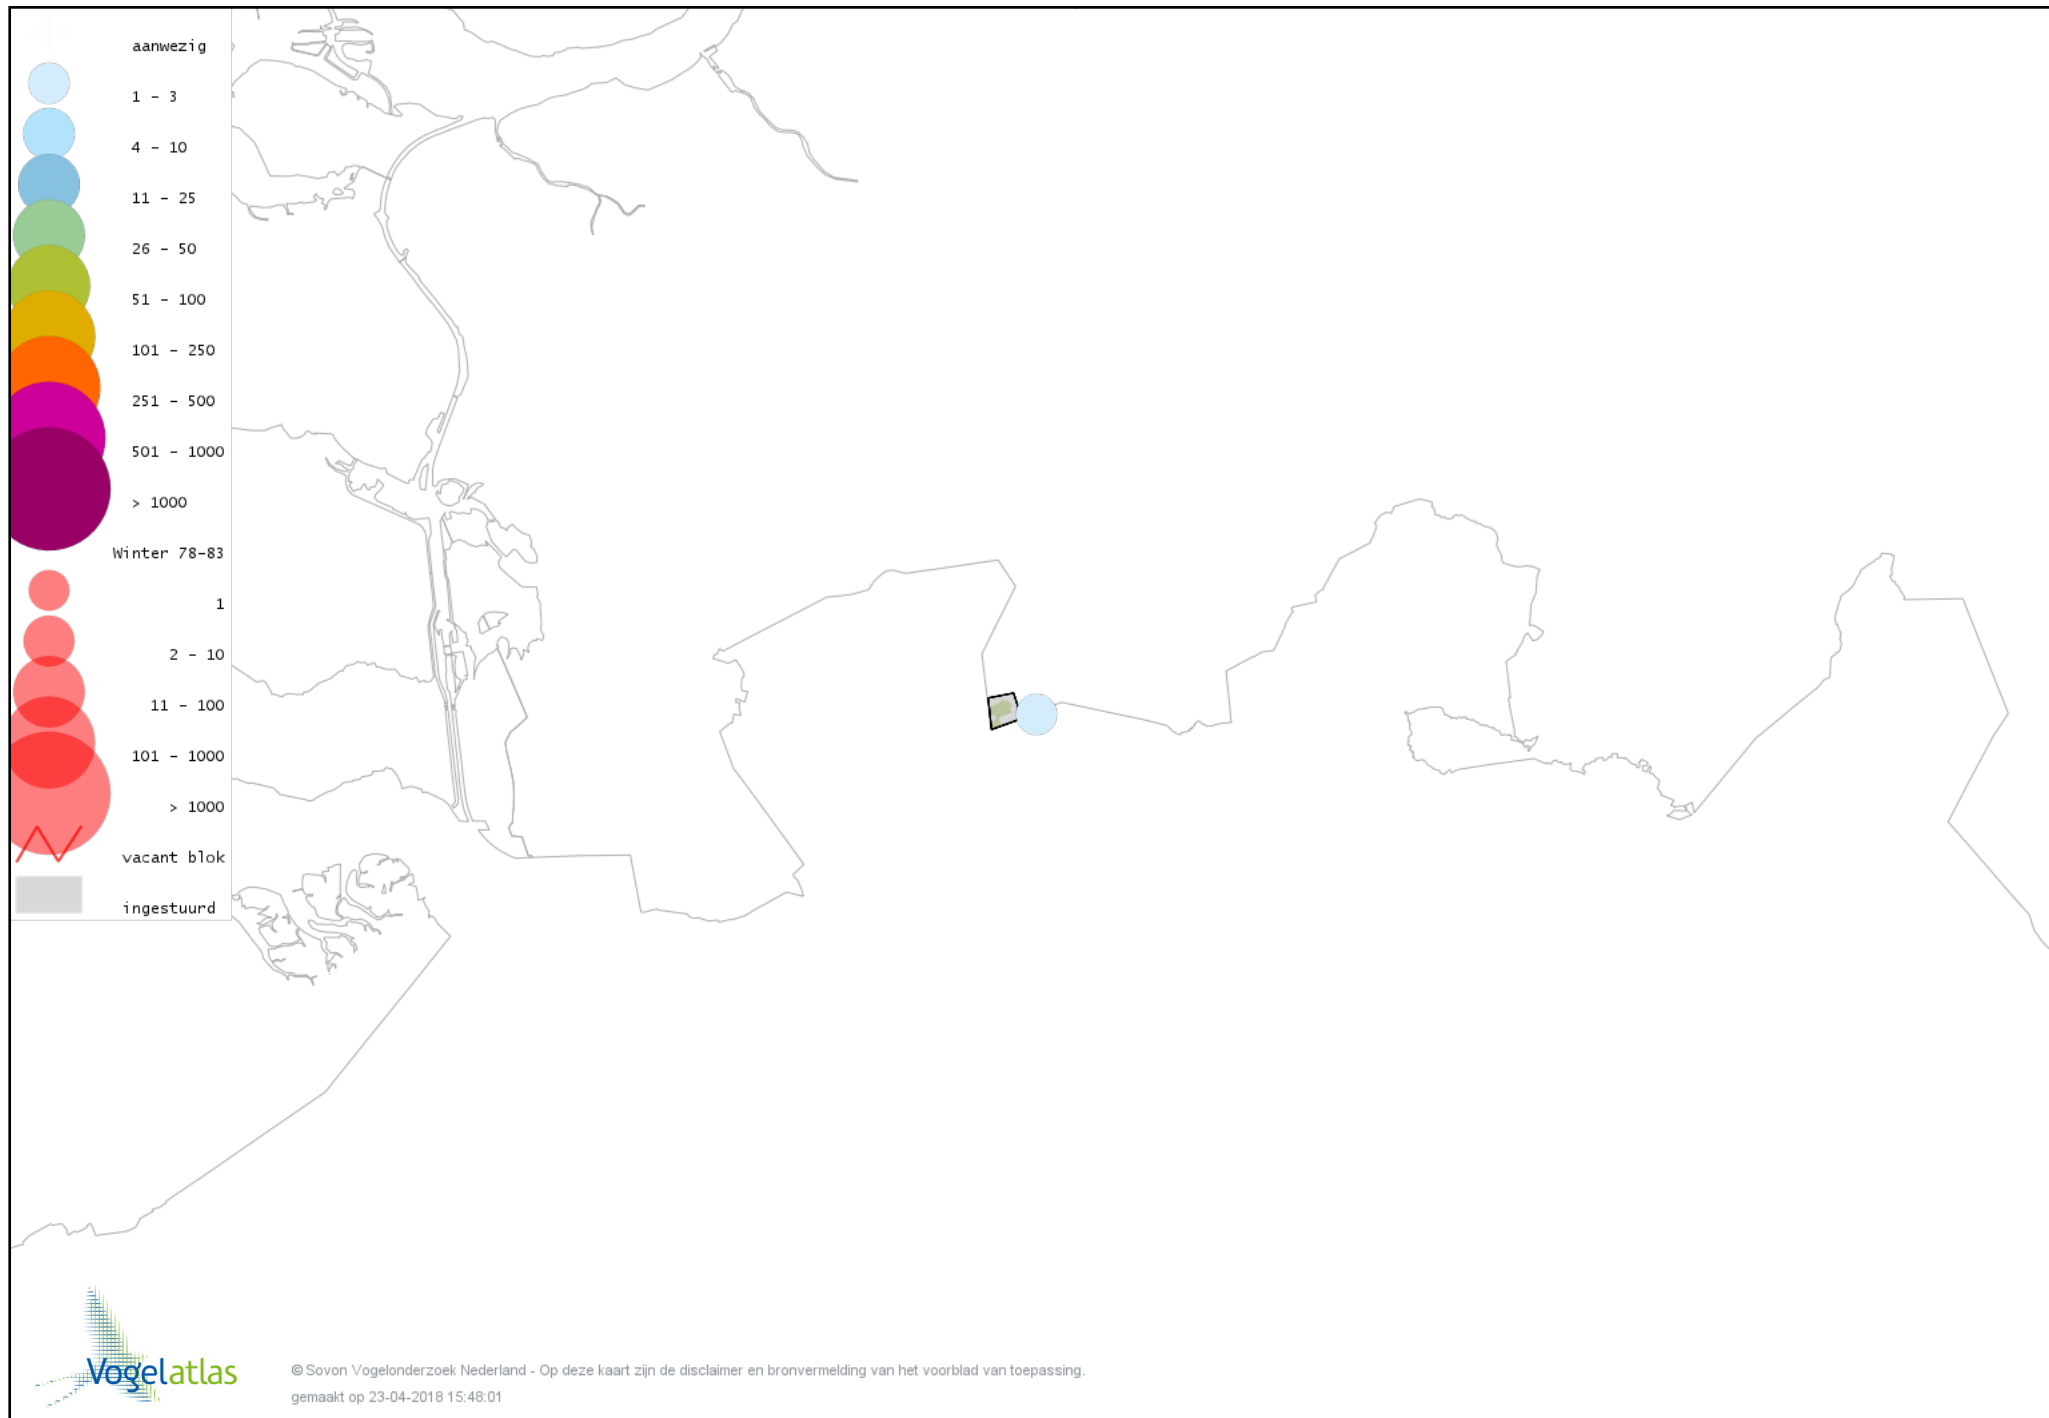 aanwezig
1 - 3
4 - 10
11 - 25
26 - 50
51 - 100
101 - 250
251 - 500
501 - 1000
> 1000
Winter 78-83
1
2 - 10
11 - 100
101 - 1000
> 1000
vacant blok
ingestuurd
Vogelatlas
© Sovon Vogelonderzoek Nederland - Op deze kaart zijn de disclaimer en bronvermelding van het voorblad van toepassing.
gemaakt op 23-04-2018 15:48:01